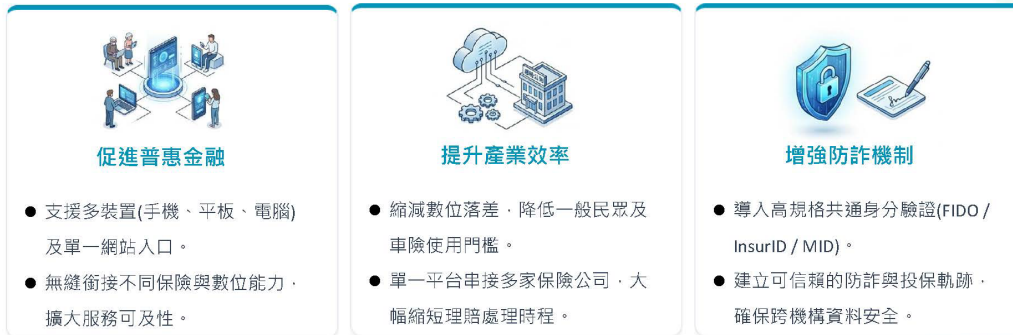 促進普惠金融
● 支援多裝置(手機、平板、電腦)
及單一網站入口。
● 無縫銜接不同保險與數位能力，
擴大服務可及性。
提升產業效率
● 縮減數位落差，降低一般民眾及
車險使用門檻。
● 單一平台串接多家保險公司，大
幅縮短理賠處理時程。
增強防詐機制
● 導入高規格共通身分驗證(FIDO /
InsurID / MID)。
● 建立可信賴的防詐與投保軌跡，
確保跨機構資料安全。